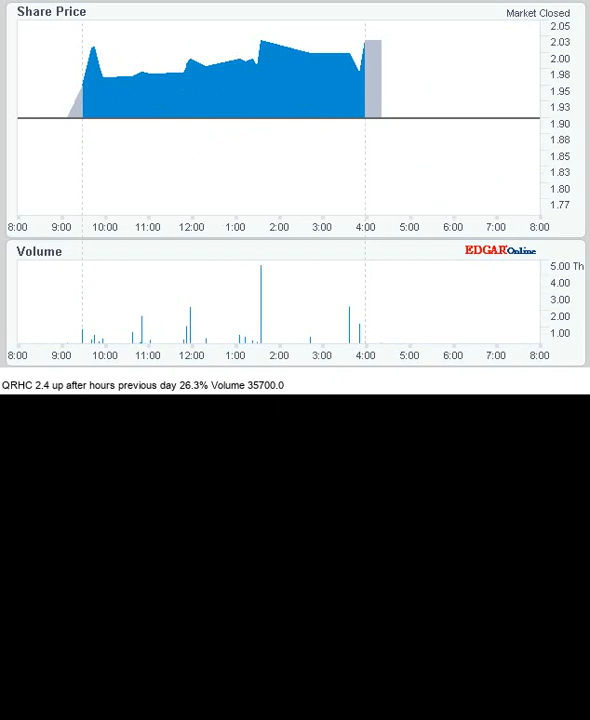 Share Price
Market Closed
2.05
2.03
2.00
1.98
1.95
1.93
1.90
1.88
1.85
1.83
1.80
1.77
8:00 9:00 10:00 11:00 12:00 1:00 2:00 3:00 4:00 5:00 6:00 7:00 8:00
Volume
EDGAR Online
5.00 Th
4.00
3.00
2.00
1.00
8:00 9:00 10:00 11:00 12:00 1:00 2:00 3:00 4:00 5:00 6:00 7:00 8:00
QRHC 2.4 up after hours previous day 26.3% Volume 35700.0